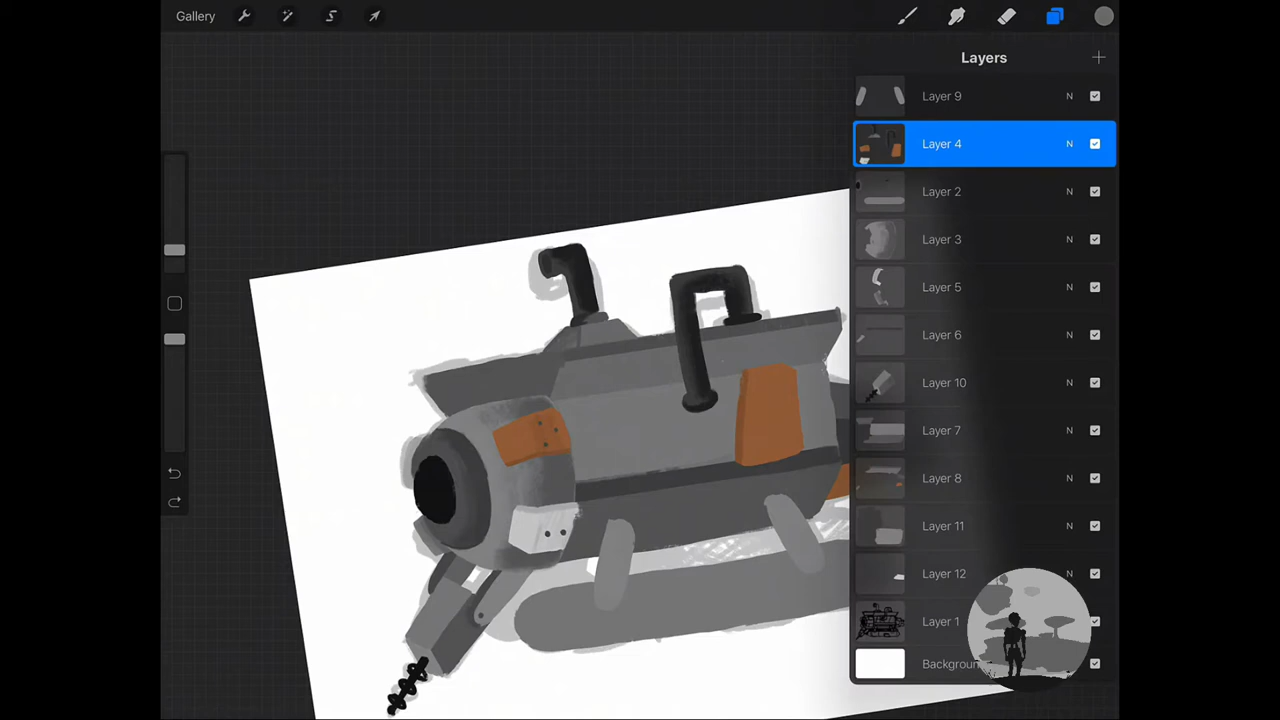 Gallery
Layers
Layer 9 N
Layer 4 N
Layer 2 N
Layer 3 N
Layer 5 N
Layer 6 N
Layer 10 N
Layer 7 N
Layer 8 N
Layer 11 N
Layer 12 N
Layer 1
Background